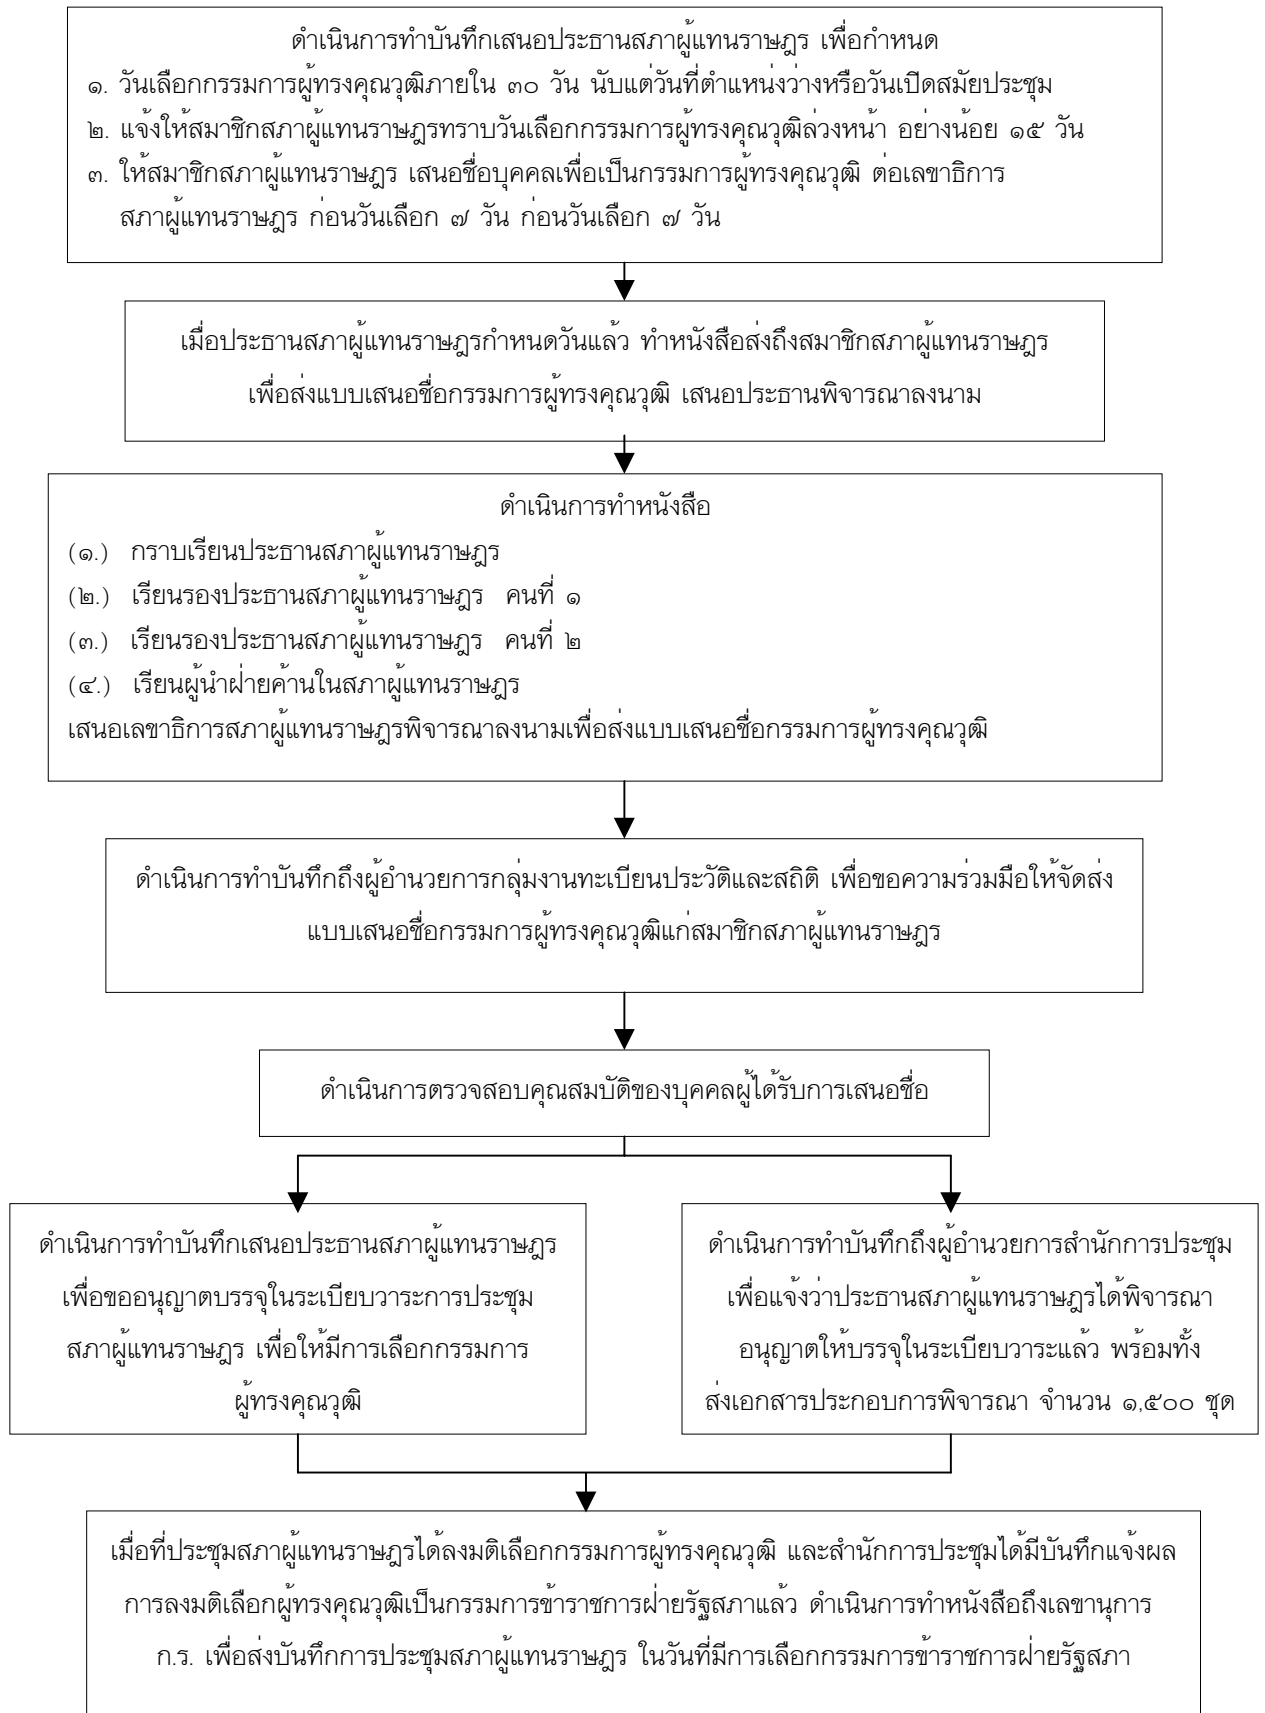 ดำเนินการทำบันทึกเสนอประธานสภาผู้แทนราษฎร เพื่อกำหนด
๑. วันเลือกกรรมการผู้ทรงคุณวุฒิภายใน ๓๐ วัน นับแต่วันที่ตำแหน่งว่างหรือวันเปิดสมัยประชุม
๒. แจ้งให้สมาชิกสภาผู้แทนราษฎรทราบวันเลือกกรรมการผู้ทรงคุณวุฒิล่วงหน้า อย่างน้อย ๑๕ วัน
๓. ให้สมาชิกสภาผู้แทนราษฎร เสนอชื่อบุคคลเพื่อเป็นกรรมการผู้ทรงคุณวุฒิ ต่อเลขาธิการ
สภาผู้แทนราษฎร ก่อนวันเลือก ๗ วัน ก่อนวันเลือก ๗ วัน
เมื่อประธานสภาผู้แทนราษฎรกำหนดวันแล้ว ทำหนังสือส่งถึงสมาชิกสภาผู้แทนราษฎร
เพื่อส่งแบบเสนอชื่อกรรมการผู้ทรงคุณวุฒิ เสนอประธานพิจารณาลงนาม
ดำเนินการทำหนังสือ
(๑.) กราบเรียนประธานสภาผู้แทนราษฎร
(๒.) เรียนรองประธานสภาผู้แทนราษฎร คนที่ ๑
(๓.) เรียนรองประธานสภาผู้แทนราษฎร คนที่ ๒
(๔.) เรียนผู้นำฝ่ายค้านในสภาผู้แทนราษฎร
เสนอเลขาธิการสภาผู้แทนราษฎรพิจารณาลงนามเพื่อส่งแบบเสนอชื่อกรรมการผู้ทรงคุณวุฒิ
ดำเนินการทำบันทึกถึงผู้อำนวยการกลุ่มงานทะเบียนประวัติและสถิติ เพื่อขอความร่วมมือให้จัดส่ง
แบบเสนอชื่อกรรมการผู้ทรงคุณวุฒิแก่สมาชิกสภาผู้แทนราษฎร
ดำเนินการตรวจสอบคุณสมบัติของบุคคลผู้ได้รับการเสนอชื่อ
ดำเนินการทำบันทึกเสนอประธานสภาผู้แทนราษฎร
เพื่อขออนุญาตบรรจุในระเบียบวาระการประชุม
สภาผู้แทนราษฎร เพื่อให้มีการเลือกกรรมการ
ผู้ทรงคุณวุฒิ
ดำเนินการทำบันทึกถึงผู้อำนวยการสำนักการประชุม
เพื่อแจ้งว่าประธานสภาผู้แทนราษฎรได้พิจารณา
อนุญาตให้บรรจุในระเบียบวาระแล้ว พร้อมทั้ง
ส่งเอกสารประกอบการพิจารณา จำนวน ๑,๕๐๐ ชุด
เมื่อที่ประชุมสภาผู้แทนราษฎรได้ลงมติเลือกกรรมการผู้ทรงคุณวุฒิ และสำนักการประชุมได้มีบันทึกแจ้งผล
การลงมติเลือกผู้ทรงคุณวุฒิเป็นกรรมการข้าราชการฝ่ายรัฐสภาแล้ว ดำเนินการทำหนังสือถึงเลขานุการ
ก.ร. เพื่อส่งบันทึกการประชุมสภาผู้แทนราษฎร ในวันที่มีการเลือกกรรมการข้าราชการฝ่ายรัฐสภา